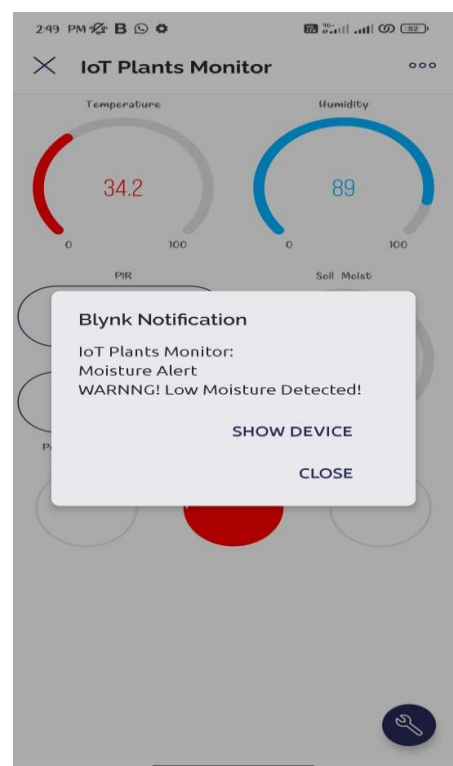 2:49 PM B 82
IoT Plants Monitor
Temperature Humidity
34.2 89
0 100 0 100
PIR Soil Moist
Blynk Notification
IoT Plants Monitor:
Moisture Alert
WARNNG! Low Moisture Detected!
SHOW DEVICE
CLOSE